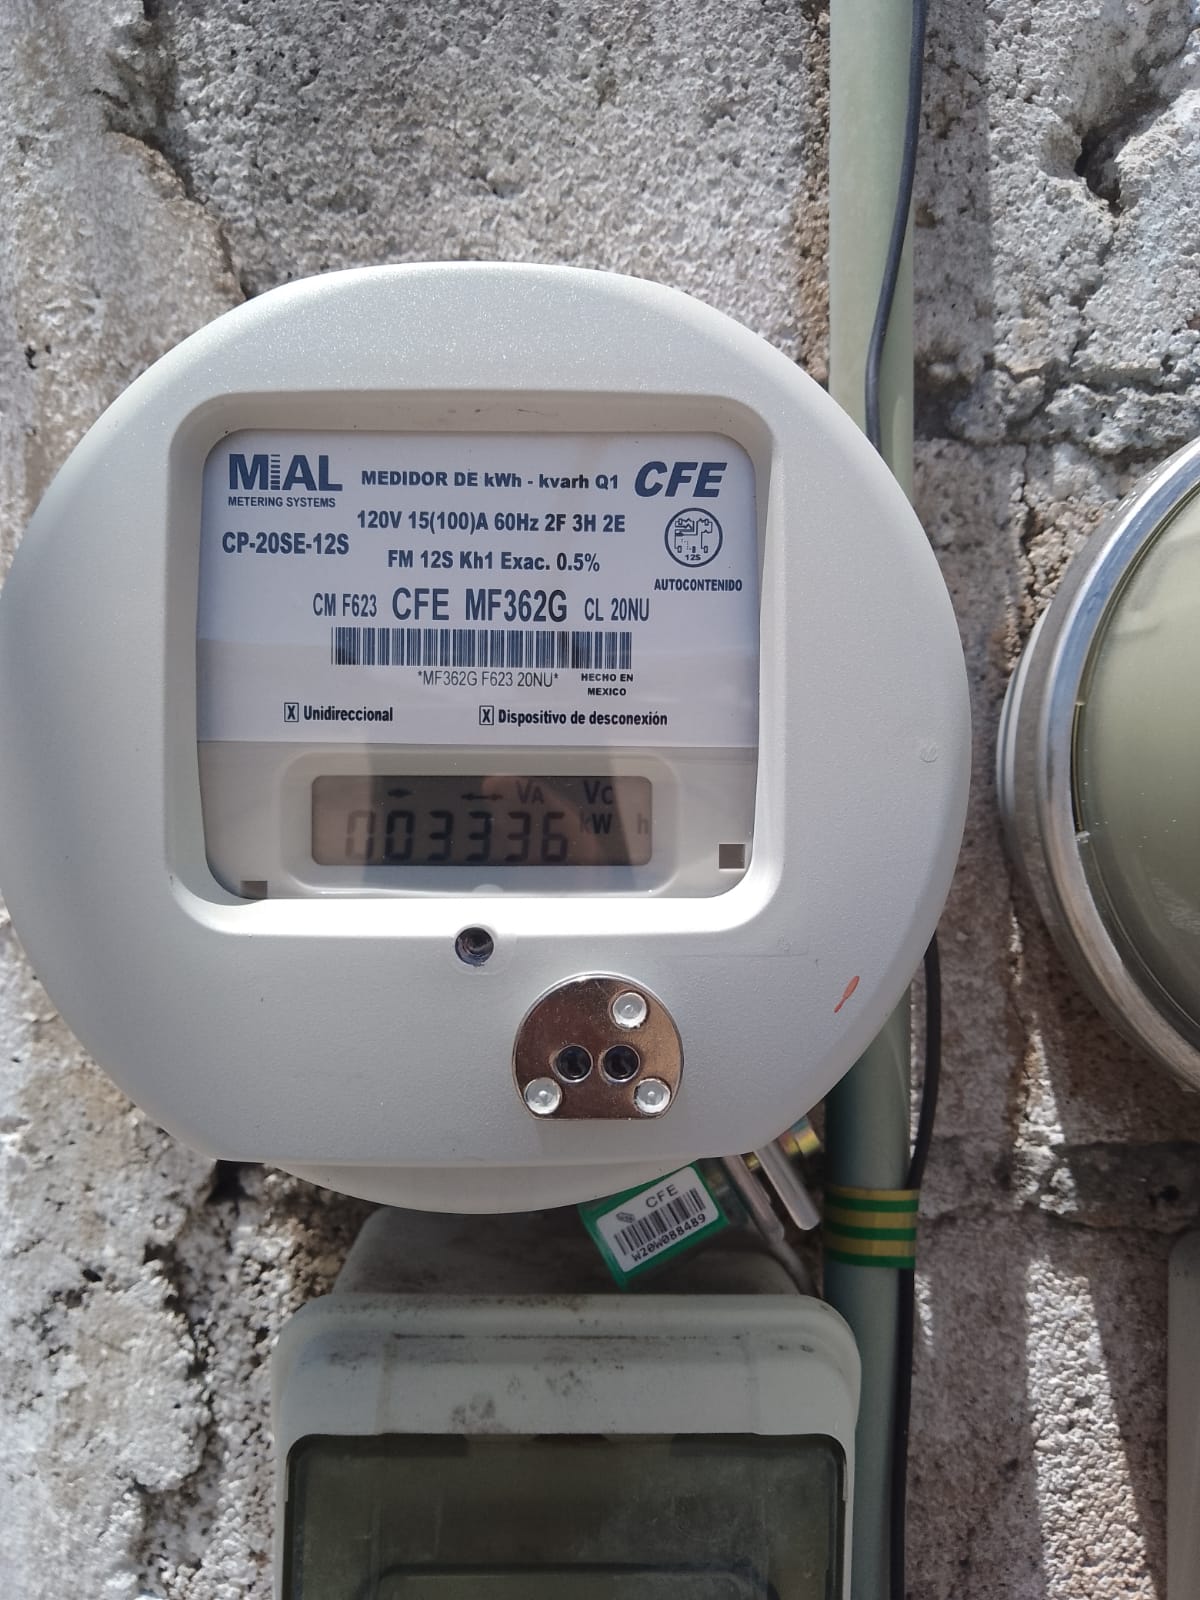 MIAL
METERING SYSTEMS
MEDIDOR DE kWh - kvarh Q1
CFE
120V 15(100)A 60Hz 2F 3H 2E
CP-20SE-12S
FM 12S Kh1 Exac. 0.5%
12S
AUTOCONTENIDO
CM F623 CFE MF362G CL 20NU
*MF362G F623 20NU*
HECHO EN
MEXICO
X Unidireccional
X Dispositivo de desconexión
VA VC
003336 kW h
CFE
W20W088489